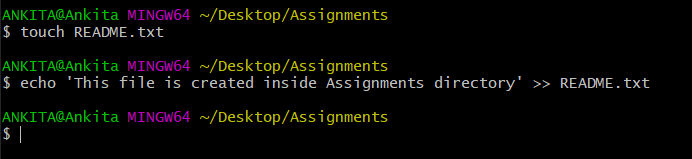 ANKITA@Ankita MINGW64 ~/Desktop/Assignments
$ touch README.txt
ANKITA@Ankita MINGW64 ~/Desktop/Assignments
$ echo 'This file is created inside Assignments directory' >> README.txt
ANKITA@Ankita MINGW64 ~/Desktop/Assignments
$